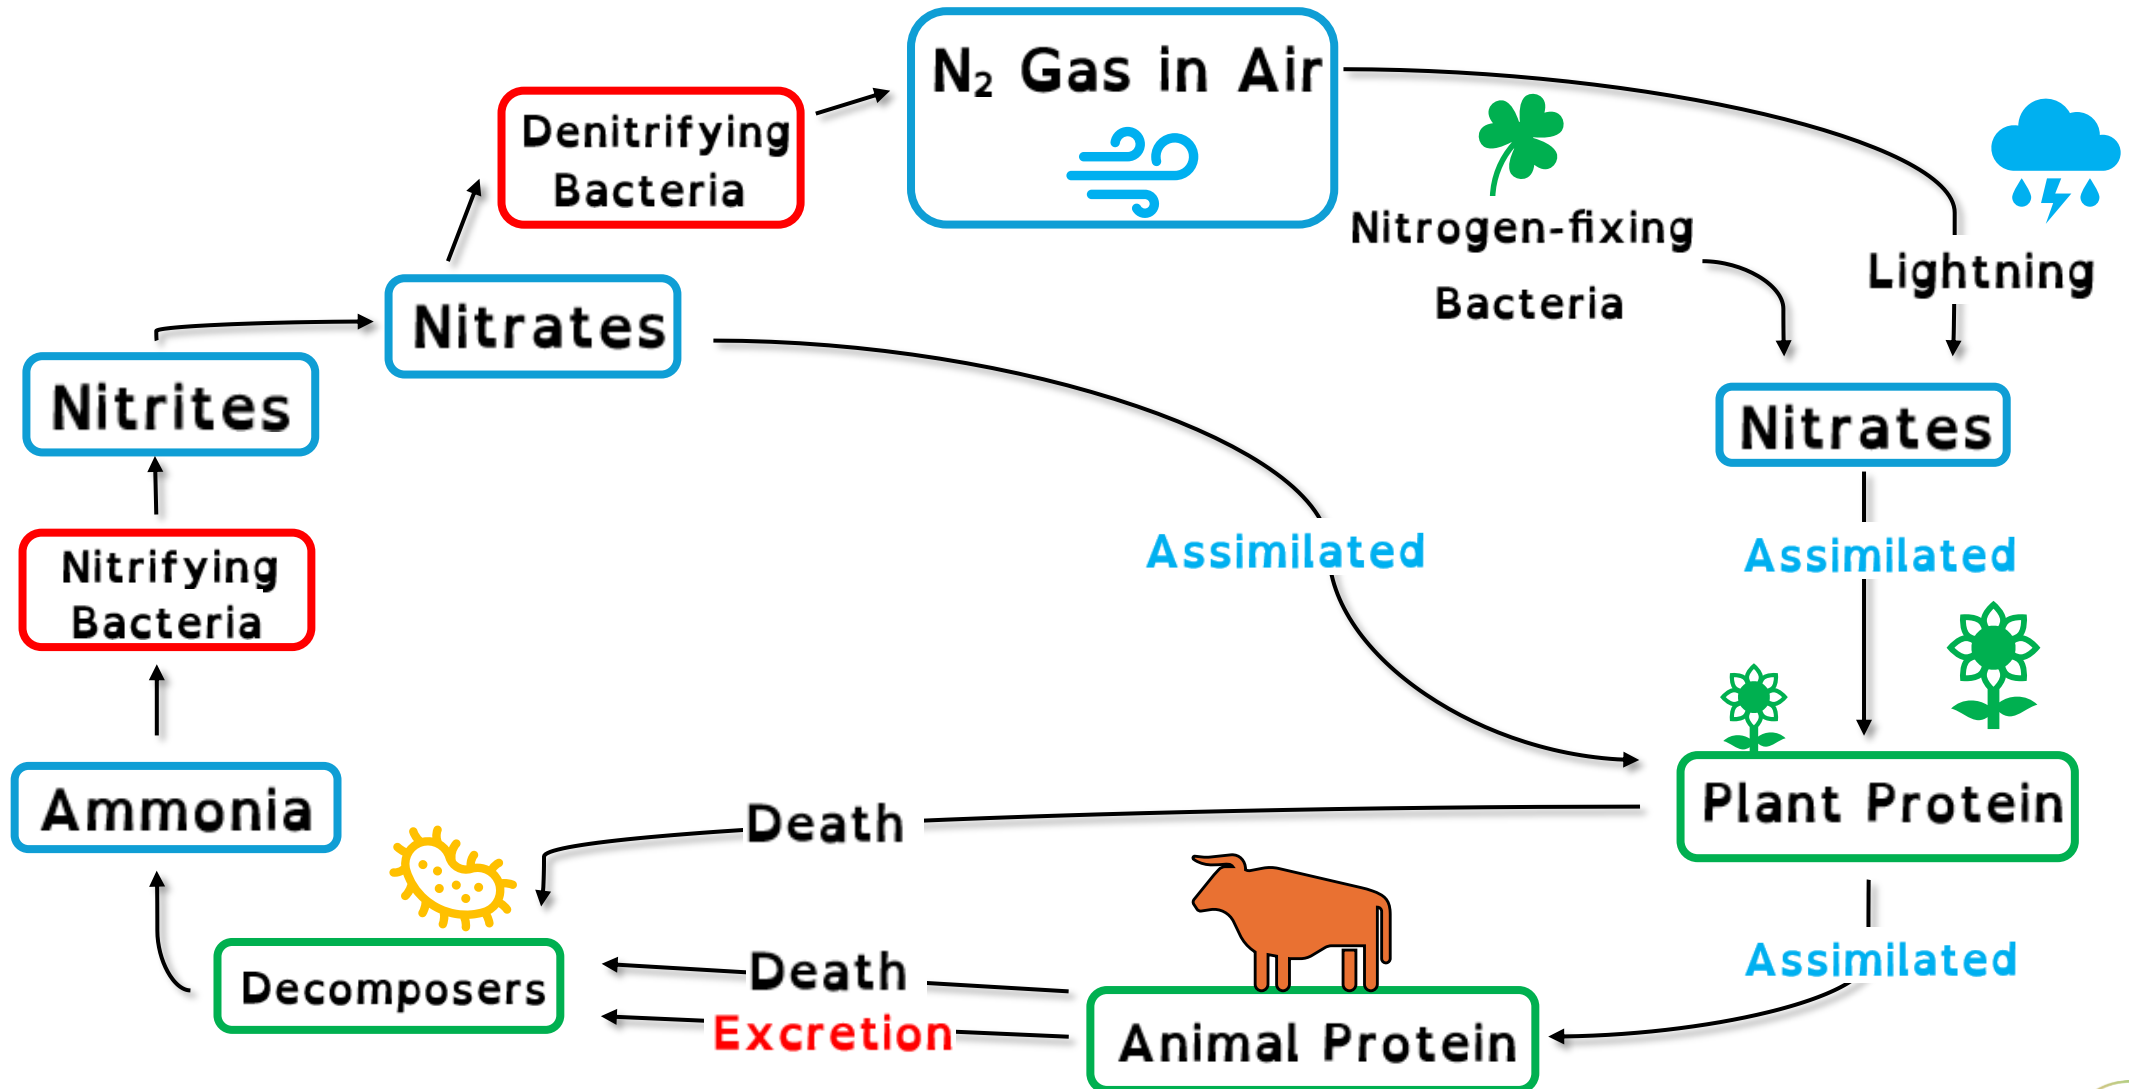 N₂ Gas in Air
Denitrifying
Bacteria
Nitrogen-fixing
Bacteria
Lightning
Nitrates
Nitrates
Nitrites
Assimilated
Assimilated
Nitrifying
Bacteria
Plant Protein
Ammonia
Death
Assimilated
Death
Decomposers
Excretion
Animal Protein